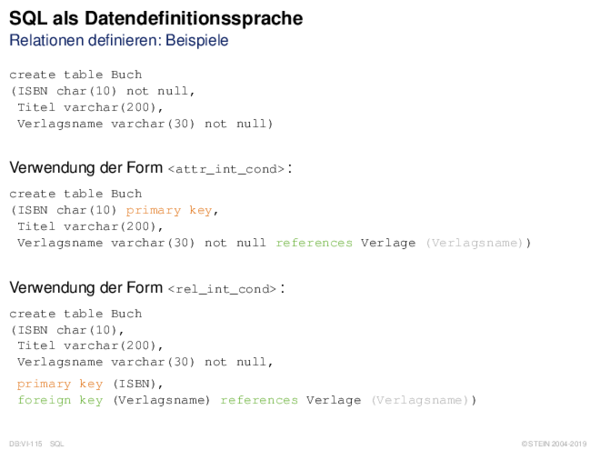 SQL als Datendefinitionssprache
Relationen definieren: Beispiele
create table Buch
(ISBN char(10) not null,
Titel varchar(200),
Verlagsname varchar(30) not null)
Verwendung der Form <attr_int_cond>:
create table Buch
(ISBN char(10) primary key,
Titel varchar(200),
Verlagsname varchar(30) not null references Verlage (Verlagsname))
Verwendung der Form <rel_int_cond>:
create table Buch
(ISBN char(10),
Titel varchar(200),
Verlagsname varchar(30) not null,
primary key (ISBN),
foreign key (Verlagsname) references Verlage (Verlagsname))
DB:VI-115 SQL © STEIN 2004-2019